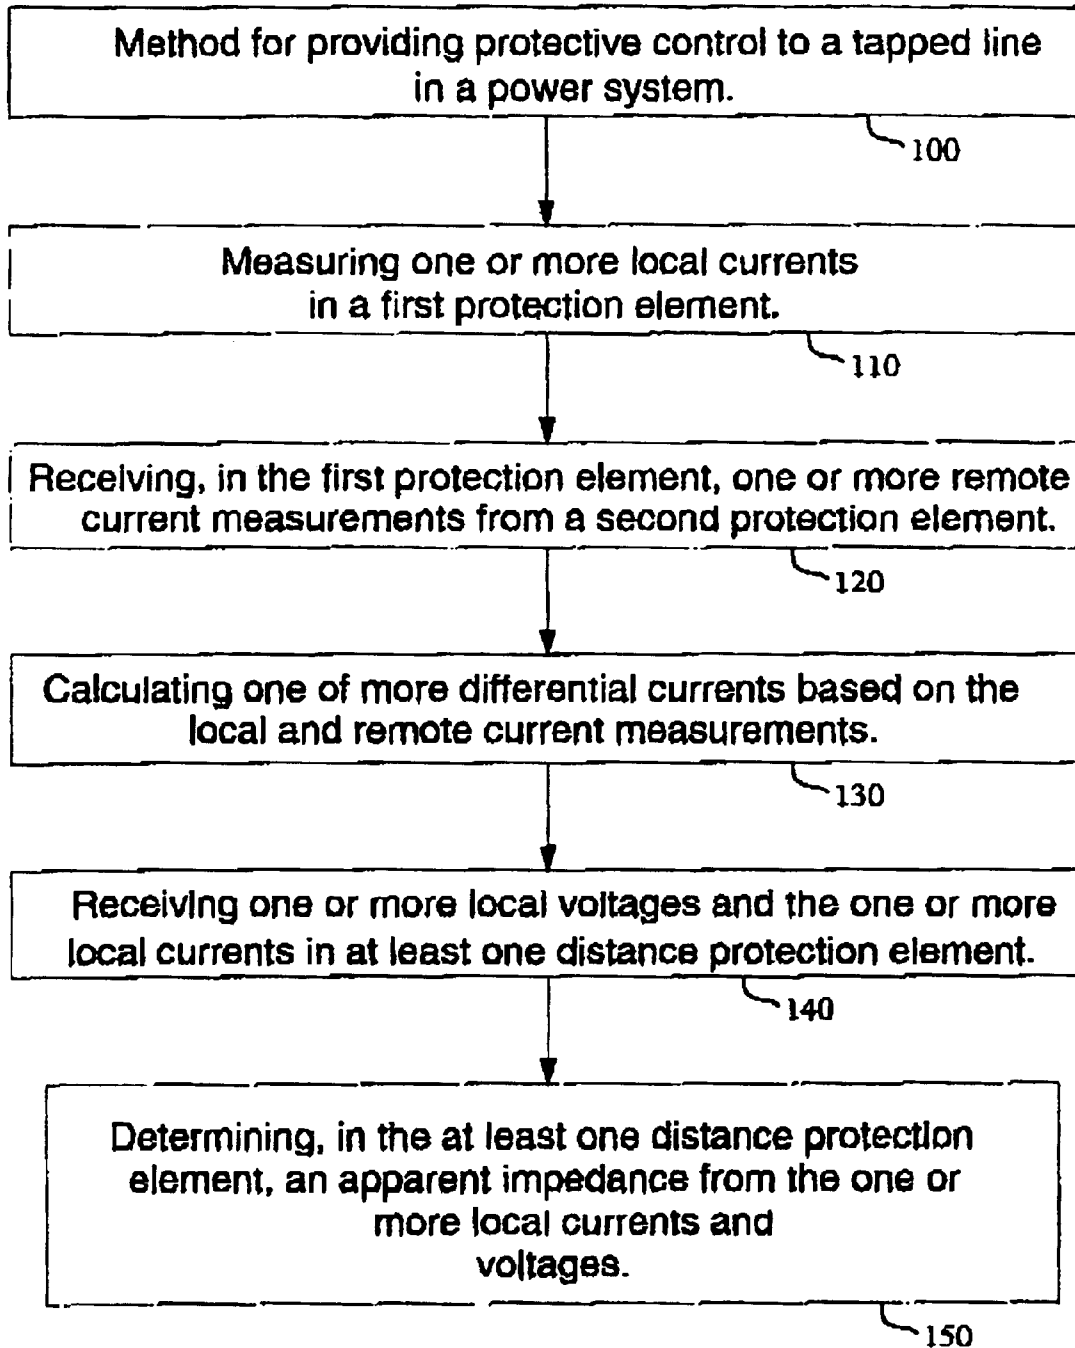 Method for providing protective control to a tapped line
in a power system.
100
Measuring one or more local currents
in a first protection element.
110
Receiving, in the first protection element, one or more remote
current measurements from a second protection element.
120
Calculating one of more differential currents based on the
local and remote current measurements.
130
Receiving one or more local voltages and the one or more
local currents in at least one distance protection element.
140
Determining, in the at least one distance protection
element, an apparent impedance from the one or
more local currents and
voltages.
150